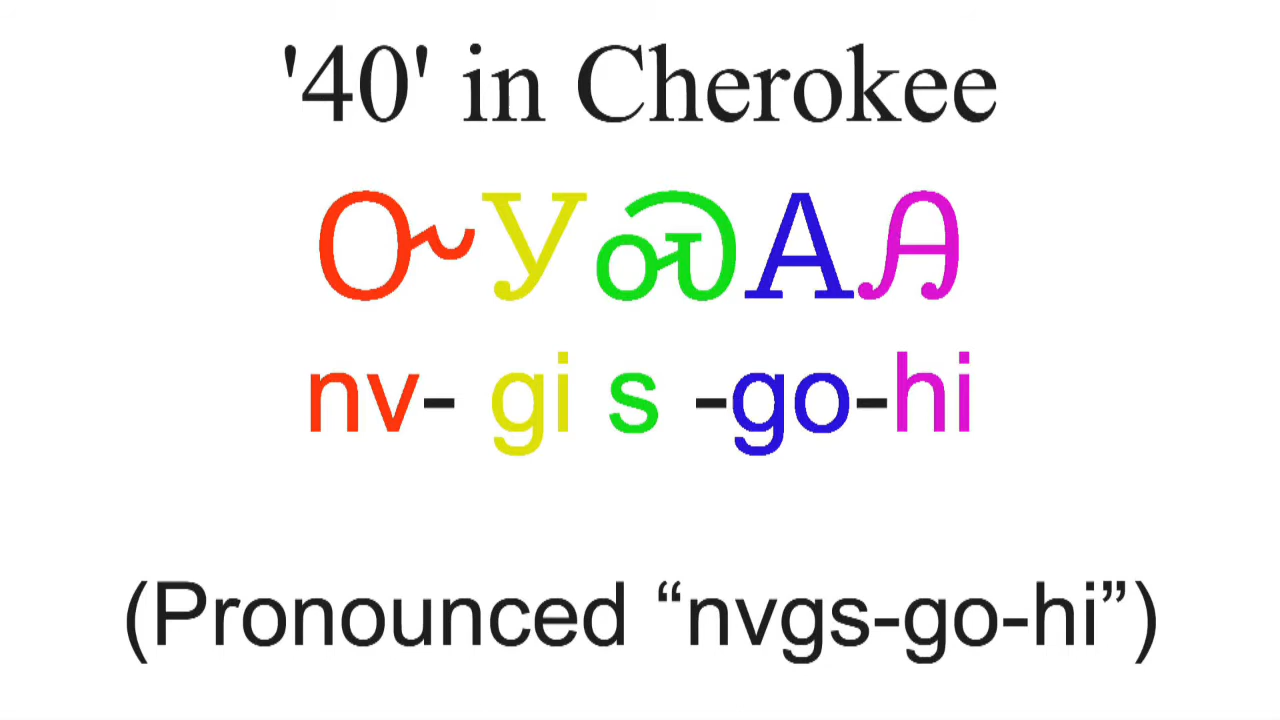 '40' in Cherokee
ᏅᎩᏍᎪᎯ
nv- gi s -go-hi
(Pronounced “nvgs-go-hi”)